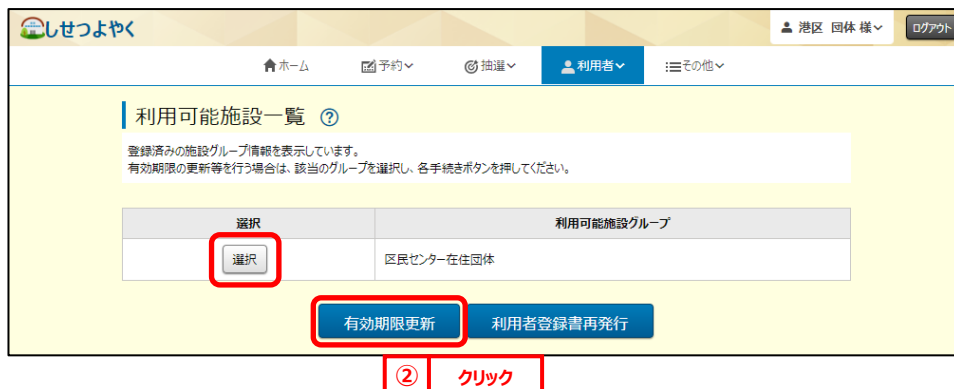 しせつよやく
港区 団体 様
ログアウト
ホーム 予約 抽選 利用者 その他
利用可能施設一覧 ?
登録済みの施設グループ情報を表示しています。
有効期限の更新等を行う場合は、該当のグループを選択し、各手続きボタンを押してください。
選択 利用可能施設グループ
選択 区民センター在住団体
有効期限更新 利用者登録書再発行
② クリック